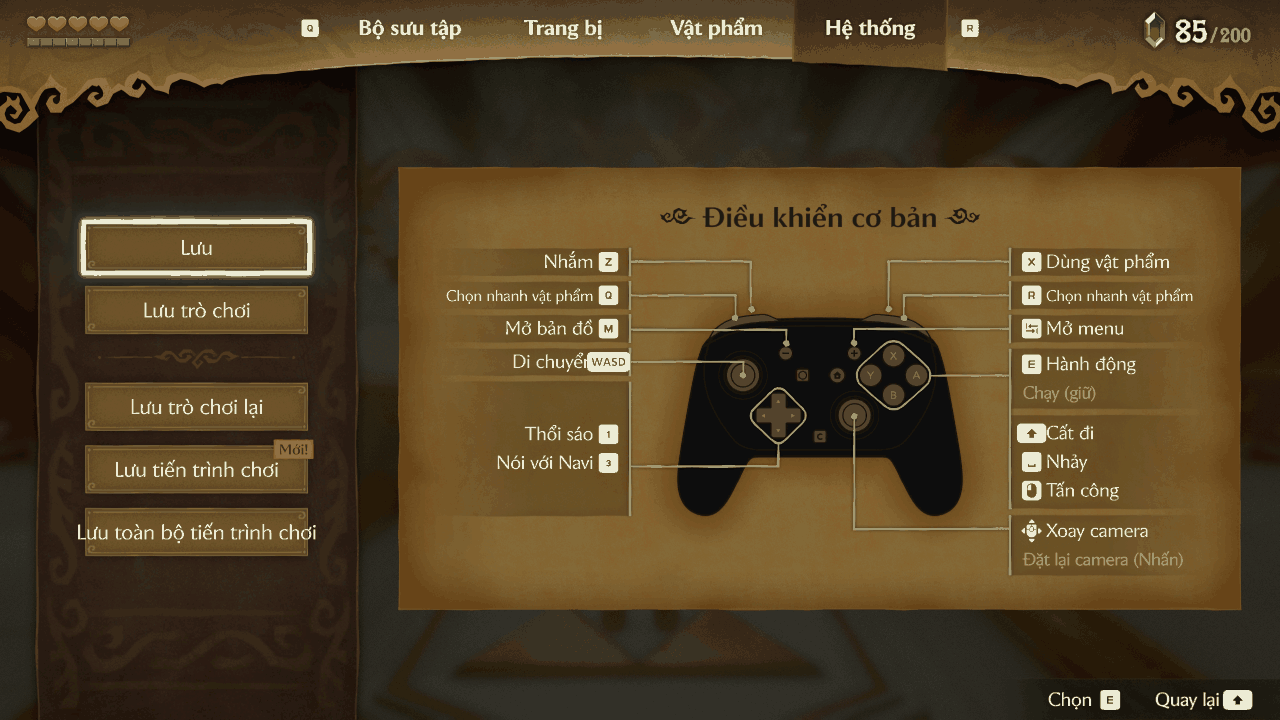 Q Bộ sưu tập Trang bị Vật phẩm Hệ thống R 85/200
Lưu
Lưu trò chơi
Lưu trò chơi lại
Mới!
Lưu tiến trình chơi
Lưu toàn bộ tiến trình chơi
Điều khiển cơ bản
Nhắm Z
Chọn nhanh vật phẩm Q
Mở bản đồ M
Di chuyển WASD
Thổi sáo 1
Nói với Navi 3
X
Y A
B
C
X Dùng vật phẩm
R Chọn nhanh vật phẩm
Mở menu
E Hành động
Chạy (giữ)
Cất đi
Nhảy
Tấn công
Xoay camera
Đặt lại camera (Nhấn)
Chọn E Quay lại